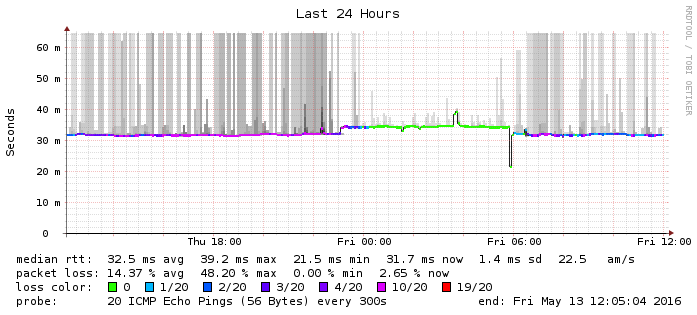 Last 24 Hours
RRDTOOL / TOBI OETIKER
Seconds
60 m
50 m
40 m
30 m
20 m
10 m
0
Thu 18:00 Fri 00:00 Fri 06:00 Fri 12:00
median rtt: 32.5 ms avg 39.2 ms max 21.5 ms min 31.7 ms now 1.4 ms sd 22.5 am/s
packet loss: 14.37 % avg 48.20 % max 0.00 % min 2.65 % now
loss color: 0 1/20 2/20 3/20 4/20 10/20 19/20
probe: 20 ICMP Echo Pings (56 Bytes) every 300s end: Fri May 13 12:05:04 2016